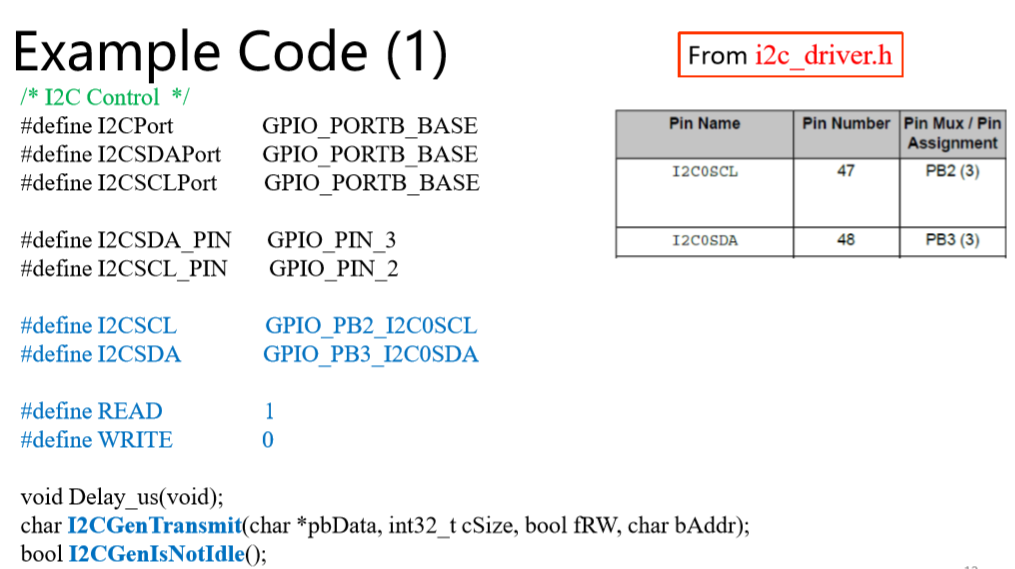 Example Code (1)
From i2c_driver.h
/* I2C Control */
#define I2CPort GPIO_PORTB_BASE
#define I2CSDAPort GPIO_PORTB_BASE
#define I2CSCLPort GPIO_PORTB_BASE
#define I2CSDA_PIN GPIO_PIN_3
#define I2CSCL_PIN GPIO_PIN_2
#define I2CSCL GPIO_PB2_I2C0SCL
#define I2CSDA GPIO_PB3_I2C0SDA
#define READ 1
#define WRITE 0
void Delay_us(void);
char I2CGenTransmit(char *pbData, int32_t cSize, bool fRW, char bAddr);
bool I2CGenIsNotIdle();
Pin Name Pin Number Pin Mux / Pin
Assignment
I2C0SCL 47 PB2 (3)
I2C0SDA 48 PB3 (3)